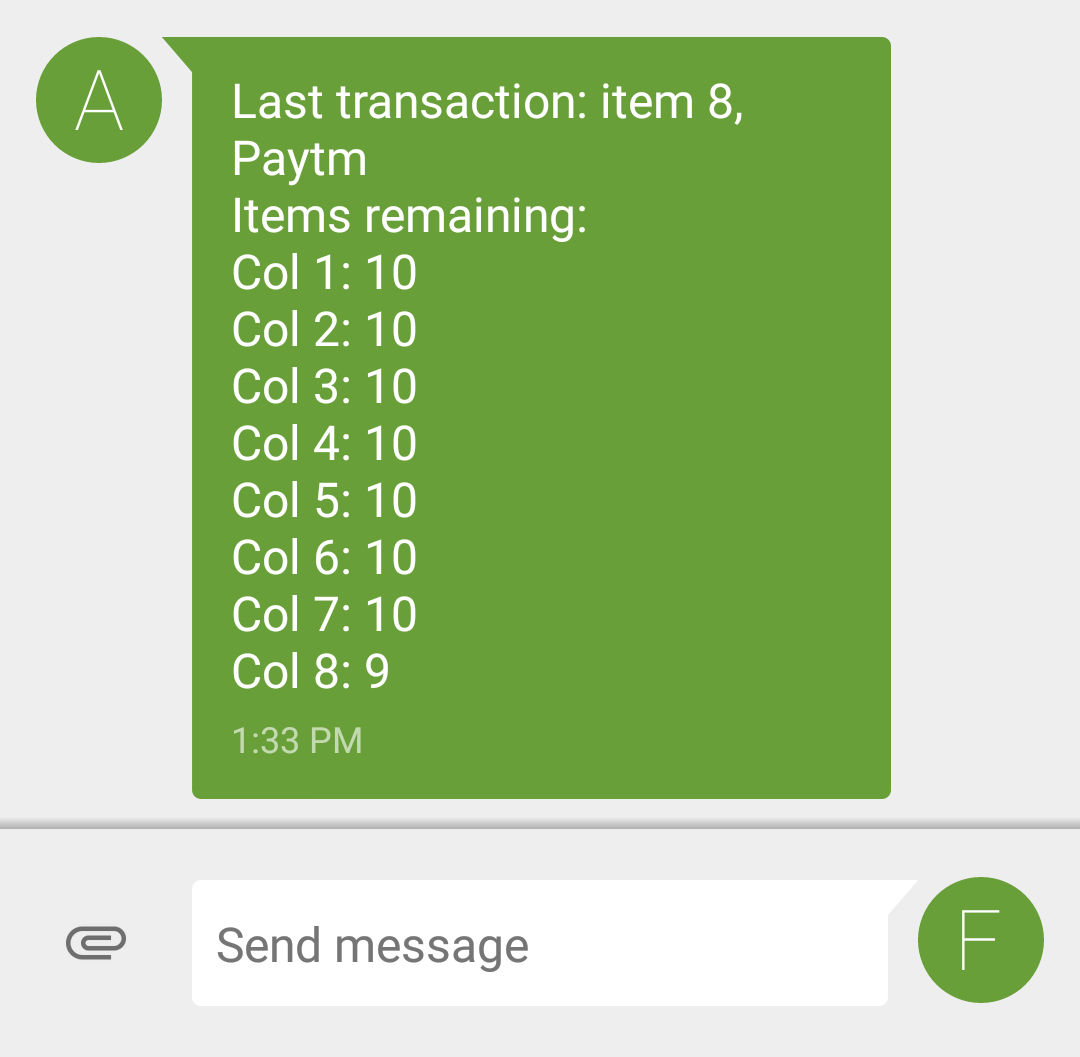 A
Last transaction: item 8,
Paytm
Items remaining:
Col 1: 10
Col 2: 10
Col 3: 10
Col 4: 10
Col 5: 10
Col 6: 10
Col 7: 10
Col 8: 9
1:33 PM
Send message
F